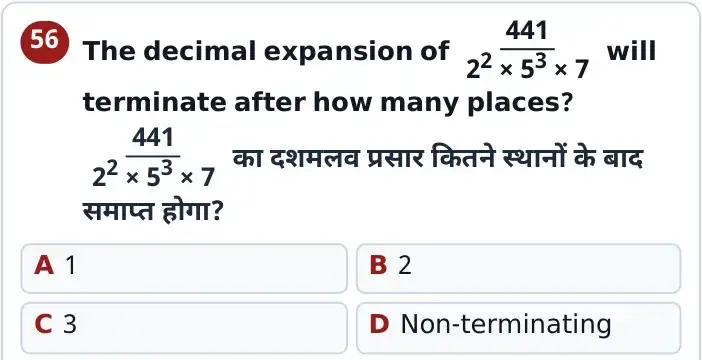 56 The decimal expansion of 441 / (2² × 5³ × 7) will
terminate after how many places?
441 / (2² × 5³ × 7) का दशमलव प्रसार कितने स्थानों के बाद
समाप्त होगा?
A 1
B 2
C 3
D Non-terminating